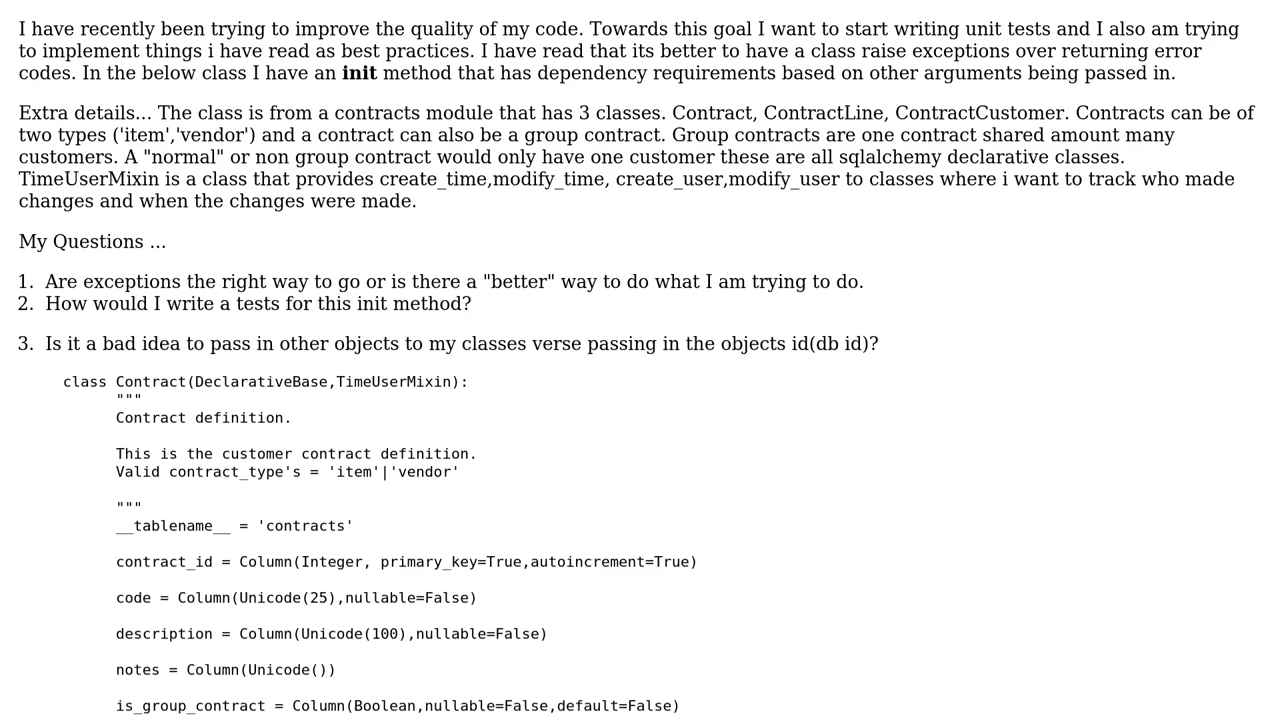 I have recently been trying to improve the quality of my code. Towards this goal I want to start writing unit tests and I also am trying
to implement things i have read as best practices. I have read that its better to have a class raise exceptions over returning error
codes. In the below class I have an init method that has dependency requirements based on other arguments being passed in.
Extra details... The class is from a contracts module that has 3 classes. Contract, ContractLine, ContractCustomer. Contracts can be of
two types ('item','vendor') and a contract can also be a group contract. Group contracts are one contract shared amount many
customers. A "normal" or non group contract would only have one customer these are all sqlalchemy declarative classes.
TimeUserMixin is a class that provides create_time,modify_time, create_user,modify_user to classes where i want to track who made
changes and when the changes were made.
My Questions ...
1. Are exceptions the right way to go or is there a "better" way to do what I am trying to do.
2. How would I write a tests for this init method?
3. Is it a bad idea to pass in other objects to my classes verse passing in the objects id(db id)?
class Contract(DeclarativeBase,TimeUserMixin):
"""
Contract definition.
This is the customer contract definition.
Valid contract_type's = 'item'|'vendor'
"""
__tablename__ = 'contracts'
contract_id = Column(Integer, primary_key=True,autoincrement=True)
code = Column(Unicode(25),nullable=False)
description = Column(Unicode(100),nullable=False)
notes = Column(Unicode())
is_group_contract = Column(Boolean,nullable=False,default=False)